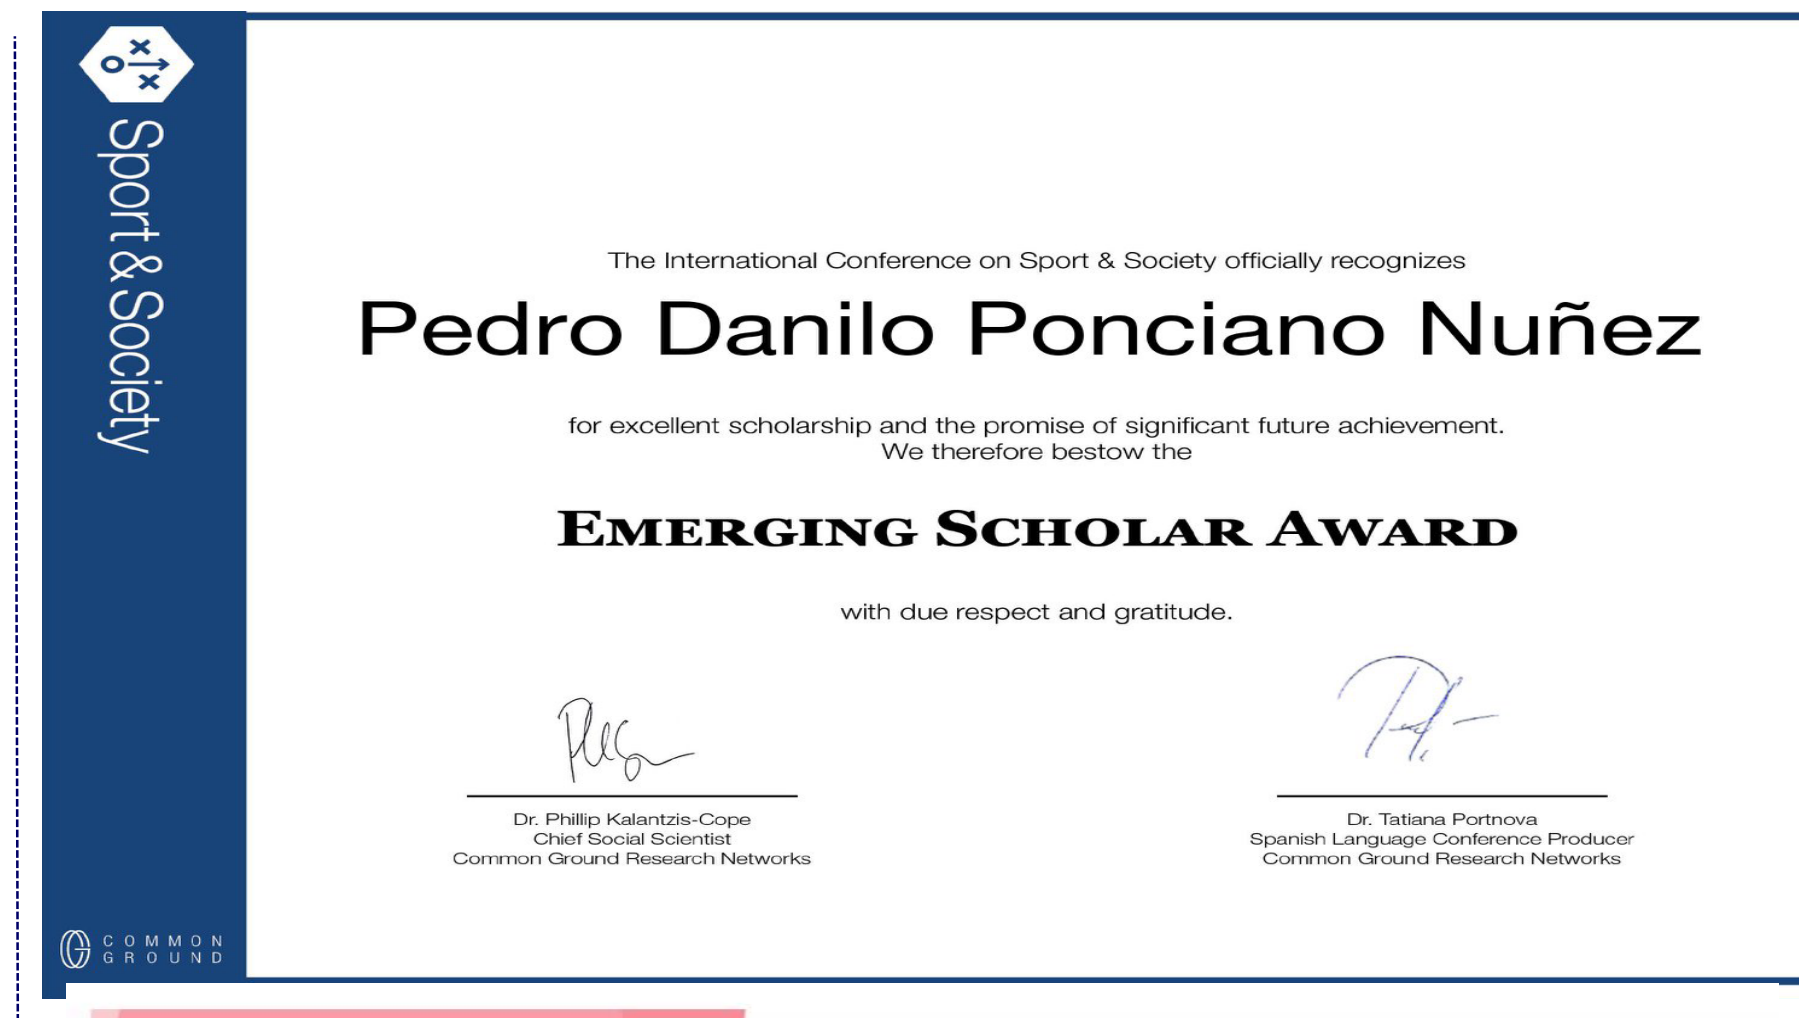 Sport & Society
The International Conference on Sport & Society officially recognizes
Pedro Danilo Ponciano Nuñez
for excellent scholarship and the promise of significant future achievement.
We therefore bestow the
EMERGING SCHOLAR AWARD
with due respect and gratitude.
Dr. Phillip Kalantzis-Cope
Chief Social Scientist
Common Ground Research Networks
Dr. Tatiana Portnova
Spanish Language Conference Producer
Common Ground Research Networks
COMMON
GROUND